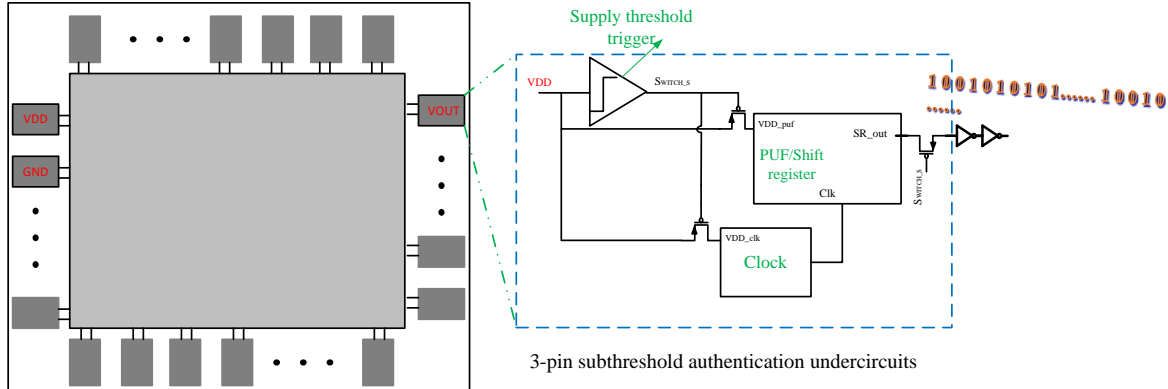 Supply threshold
trigger
VDD
SWITCH_S
1001010101...... 10010
......
VDD
VOUT
GND
VDD_puf
SR_out
PUF/Shift
register
Clk
SWITCH_S
VDD_clk
Clock
3-pin subthreshold authentication undercircuits